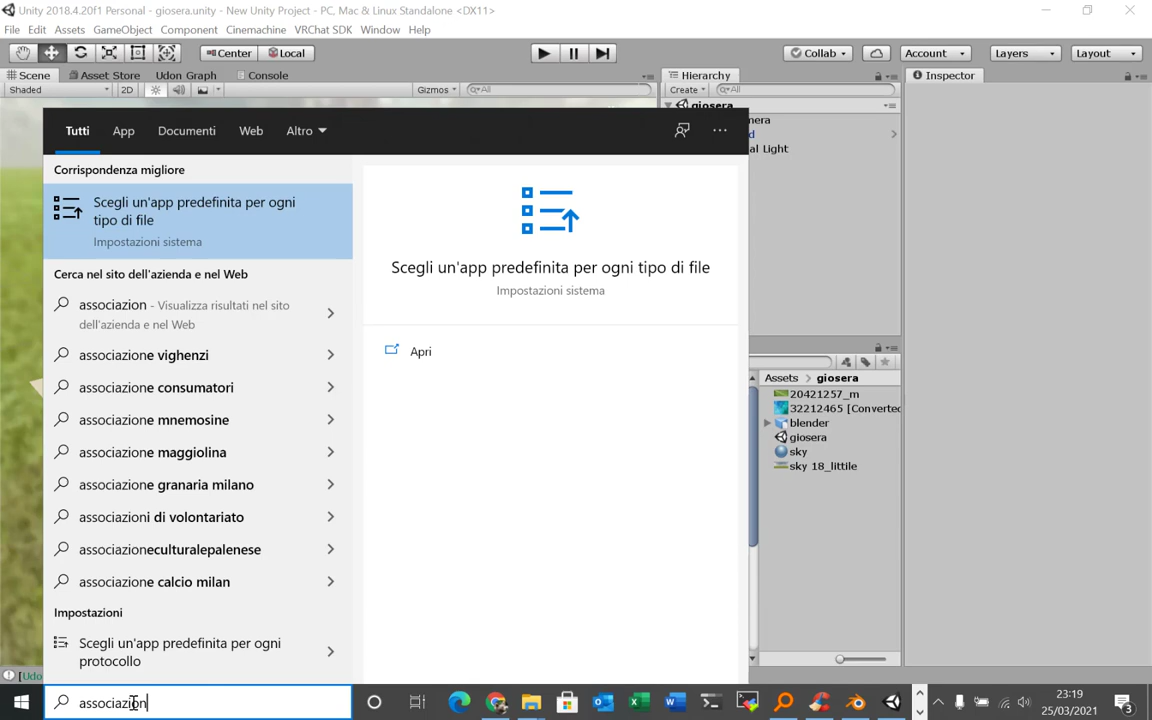 Unity 2018.4.20f1 Personal - giosera.unity - New Unity Project - PC, Mac & Linux Standalone <DX11>
File Edit Assets GameObject Component Cinemachine VRChat SDK Window Help
Center Local Collab Account Layers Layout
Scene Asset Store Udon Graph Console Hierarchy Inspector
Shaded 2D Gizmos All Create All
giosera
Tutti App Documenti Web Altro
al Light
Corrispondenza migliore
Scegli un'app predefinita per ogni
tipo di file
Impostazioni sistema
Scegli un'app predefinita per ogni tipo di file
Impostazioni sistema
Apri
Cerca nel sito dell'azienda e nel Web
associazion - Visualizza risultati nel sito
dell'azienda e nel Web
associazione vighenzi
associazione consumatori
associazione mnemosine
associazione maggiolina
associazione granaria milano
associazioni di volontariato
associazioneculturalepalenese
associazione calcio milan
Impostazioni
Scegli un'app predefinita per ogni
protocollo
Assets > giosera
20421257_m
32212465 [Converted
blender
giosera
sky
sky 18_littile
[Udo
associazion
23:19
25/03/2021
3